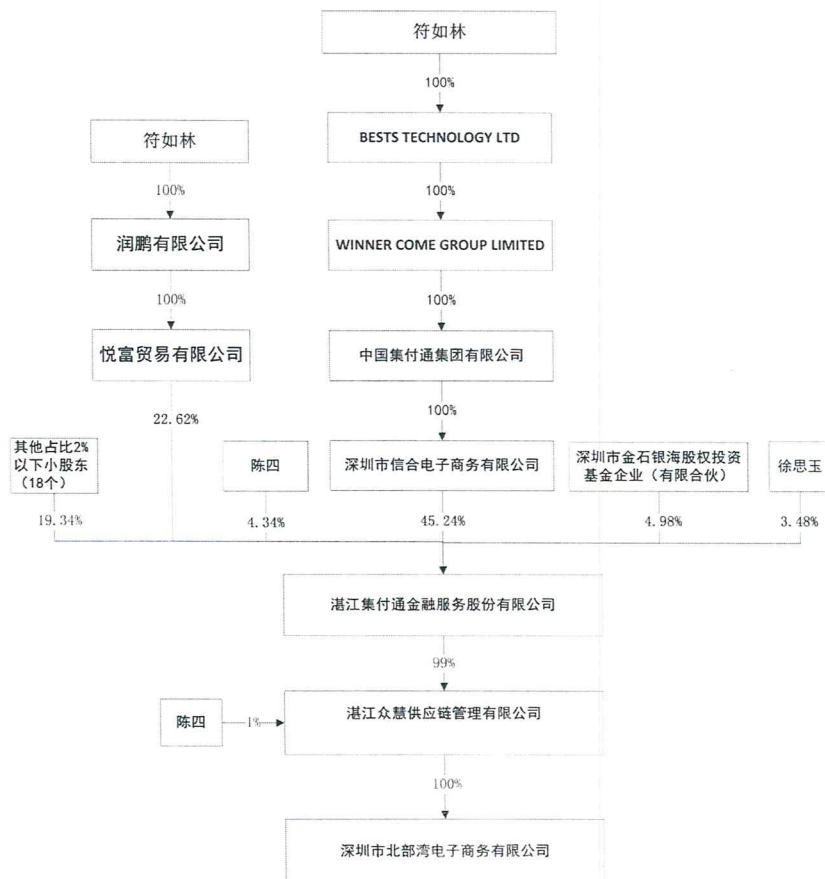 符如林
100%
符如林
BESTS TECHNOLOGY LTD
100%
100%
润鹏有限公司
WINNER COME GROUP LIMITED
100%
100%
悦富贸易有限公司
中国集付通集团有限公司
22.62%
100%
其他占比2%
以下小股东
（18个）
陈四
深圳市信合电子商务有限公司
深圳市金石银海股权投资
基金企业（有限合伙）
徐思玉
19.34%
4.34%
45.24%
4.98%
3.48%
湛江集付通金融服务股份有限公司
99%
陈四
1%
湛江众慧供应链管理有限公司
100%
深圳市北部湾电子商务有限公司